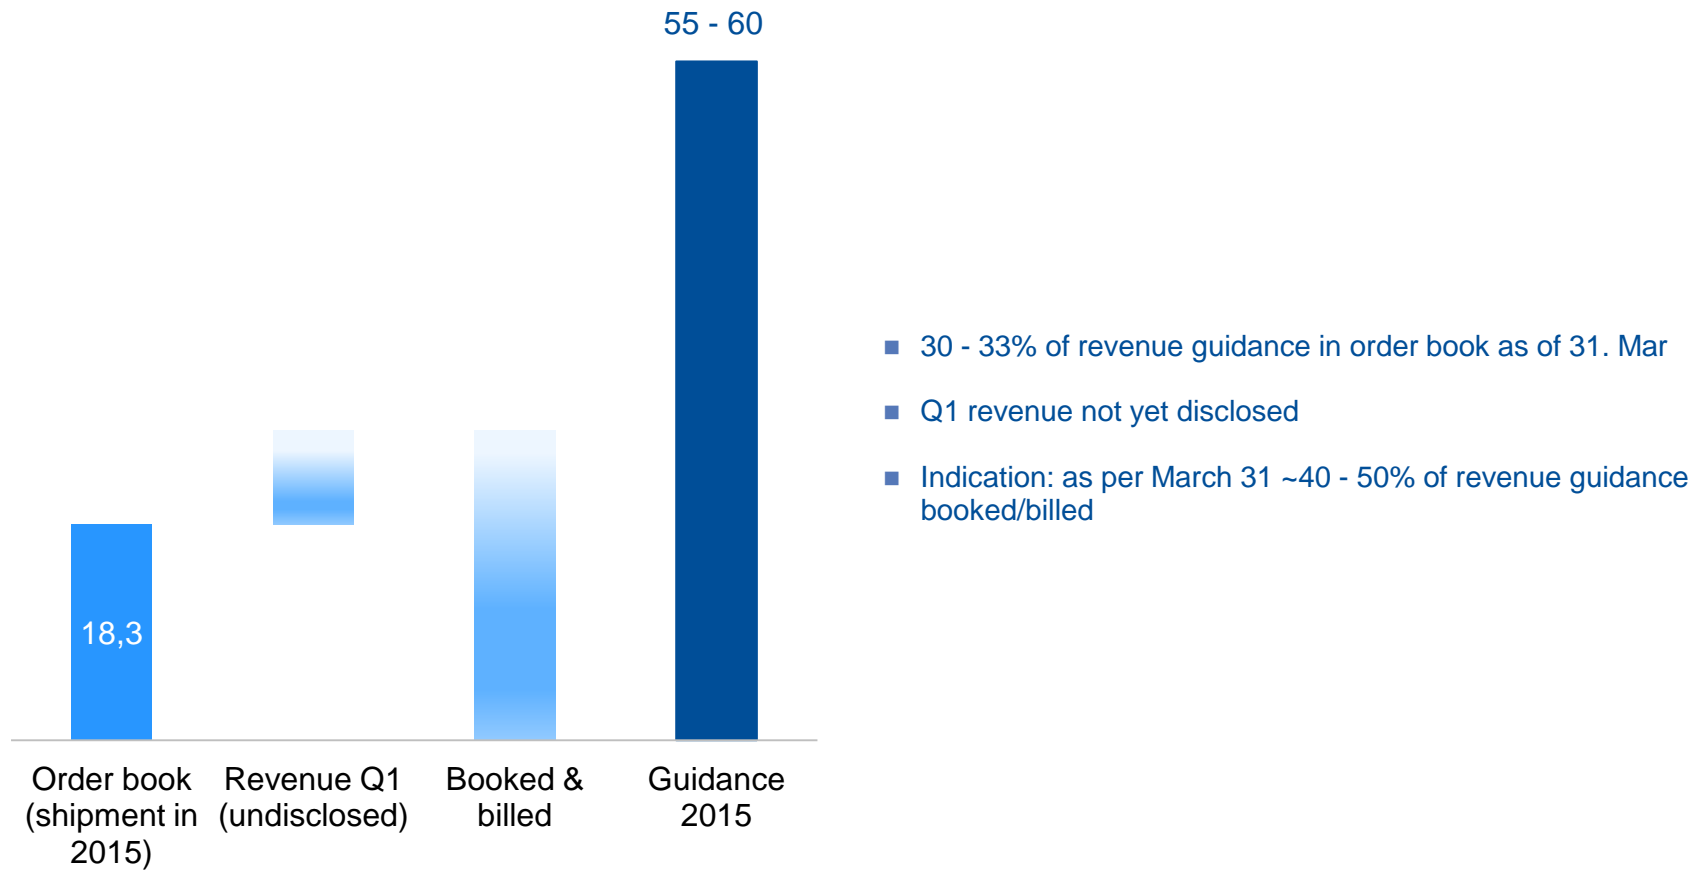 55 - 60
18,3
Order book
(shipment in
2015)
Revenue Q1
(undisclosed)
Booked &
billed
Guidance
2015
30 - 33% of revenue guidance in order book as of 31. Mar
Q1 revenue not yet disclosed
Indication: as per March 31 ~40 - 50% of revenue guidance
booked/billed